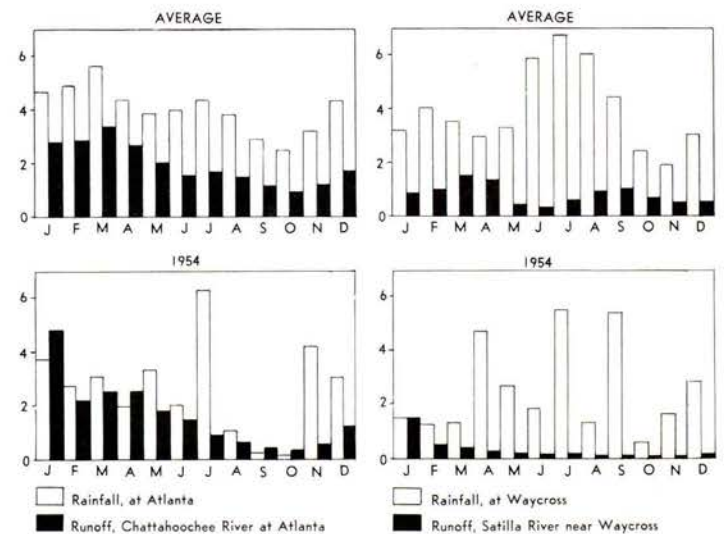 AVERAGE
6
4
2
0
J F M A M J J A S O N D
AVERAGE
6
4
2
0
J F M A M J J A S O N D
1954
6
4
2
0
J F M A M J J A S O N D
Rainfall, at Atlanta
Runoff, Chattahoochee River at Atlanta
1954
6
4
2
0
J F M A M J J A S O N D
Rainfall, at Waycross
Runoff, Satilla River near Waycross